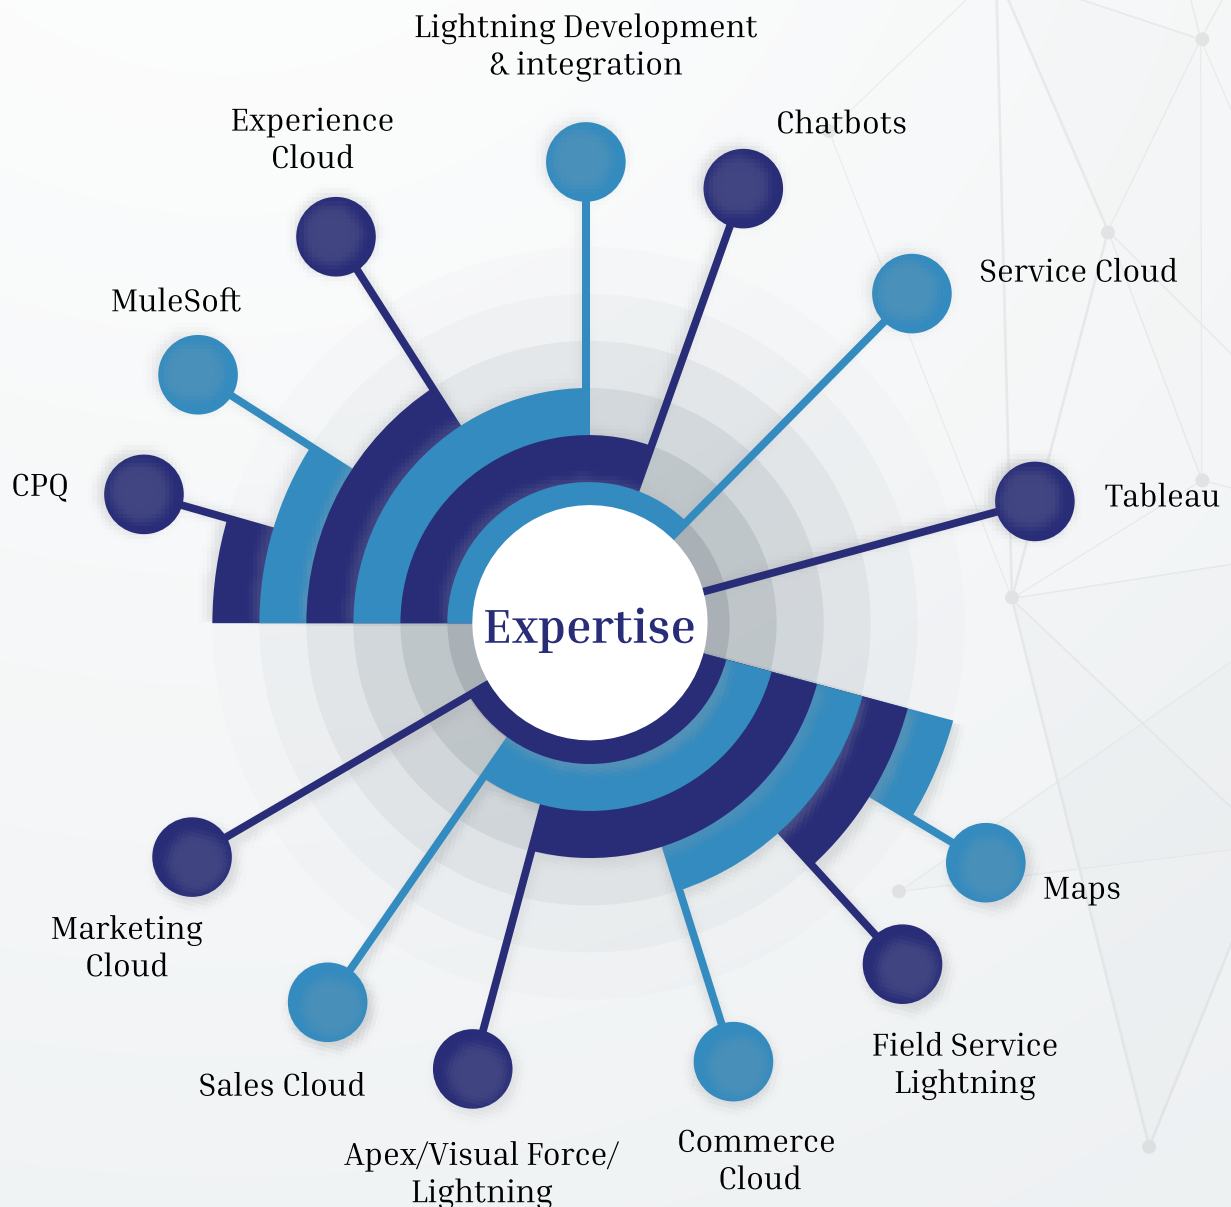 Lightning Development
& integration
Chatbots
Experience
Cloud
Service Cloud
MuleSoft
CPQ
Tableau
Expertise
Maps
Marketing
Cloud
Field Service
Lightning
Sales Cloud
Commerce
Cloud
Apex/Visual Force/
Lightning